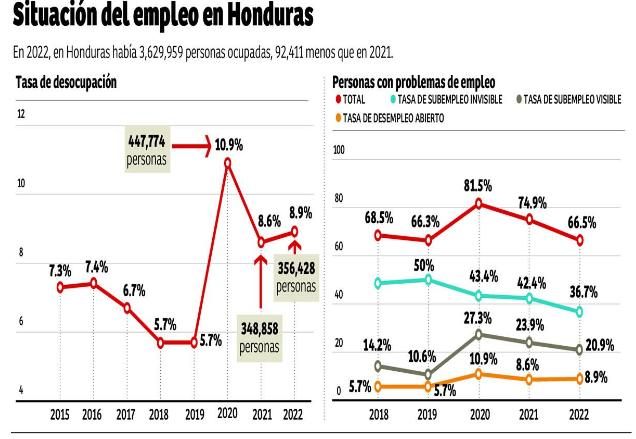 Situación del empleo en Honduras
En 2022, en Honduras había 3,629,959 personas ocupadas, 92,411 menos que en 2021.
Tasa de desocupación
12
10
8
6
4
447,774
personas
10.9%
7.3%
7.4%
6.7%
5.7%
5.7%
8.6%
8.9%
356,428
personas
348,858
personas
2015 2016 2017 2018 2019 2020 2021 2022
Personas con problemas de empleo
TOTAL TASA DE SUBEMPLEO INVISIBLE TASA DE SUBEMPLEO VISIBLE
TASA DE DESEMPLEO ABIERTO
100
80
60
40
20
0
68.5% 66.3% 81.5% 74.9% 66.5%
50% 43.4% 42.4% 36.7%
14.2% 10.6% 27.3% 23.9% 20.9%
5.7% 5.7% 10.9% 8.6% 8.9%
2018 2019 2020 2021 2022